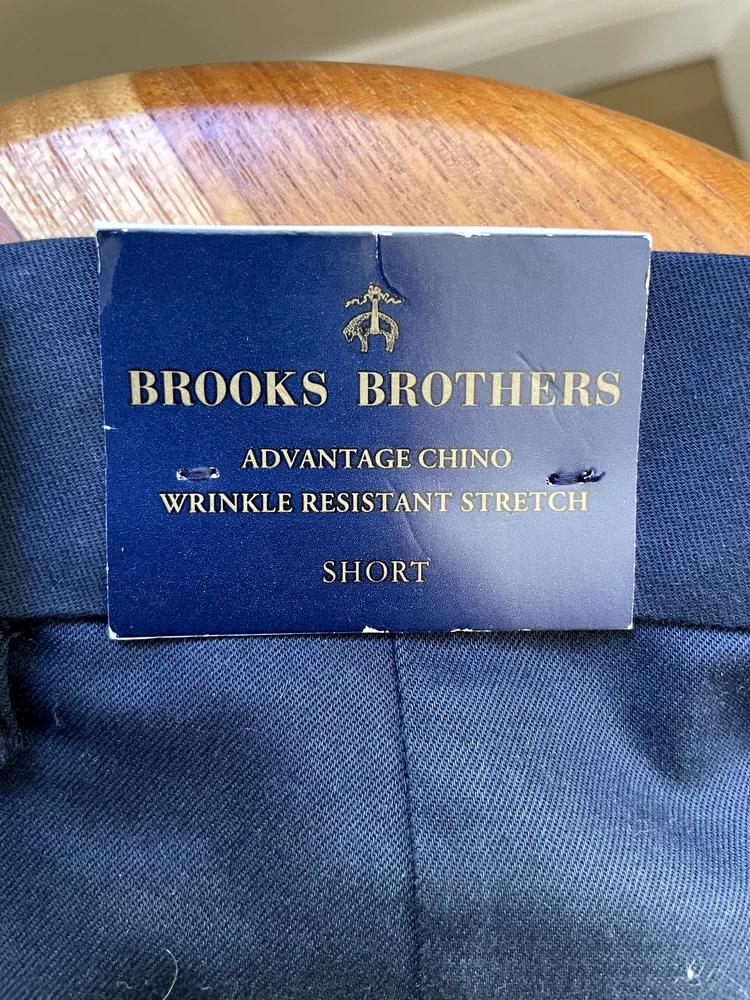 BROOKS BROTHERS
ADVANTAGE CHINO
WRINKLE RESISTANT STRETCH
SHORT